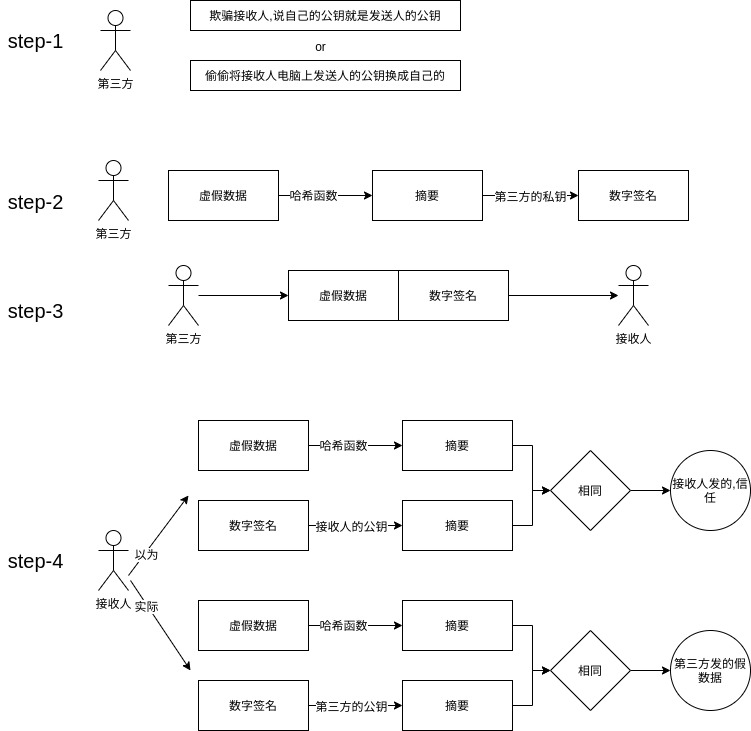 step-1
第三方
欺骗接收人,说自己的公钥就是发送人的公钥
or
偷偷将接收人电脑上发送人的公钥换成自己的
step-2
第三方
虚假数据
哈希函数
摘要
第三方的私钥
数字签名
step-3
第三方
虚假数据
数字签名
接收人
step-4
接收人
以为
虚假数据
哈希函数
摘要
数字签名
接收人的公钥
摘要
相同
接收人发的,信
任
实际
虚假数据
哈希函数
摘要
数字签名
第三方的公钥
摘要
相同
第三方发的假
数据